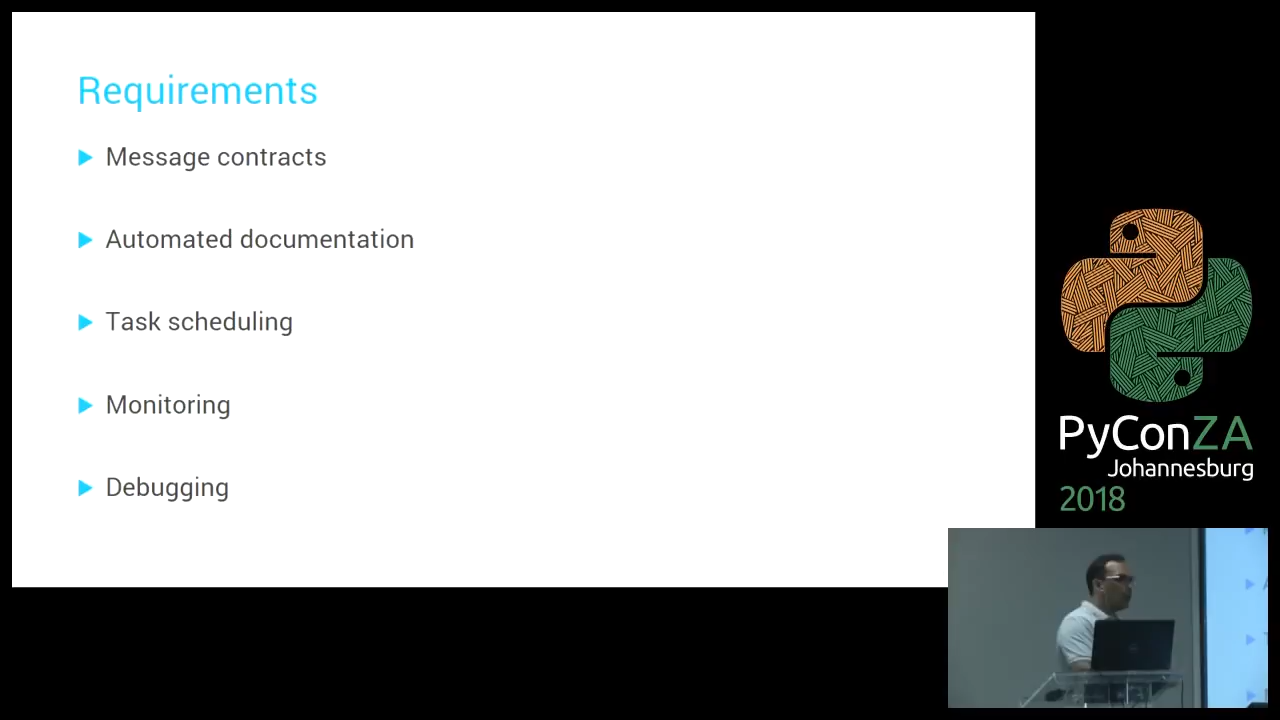 Requirements
Message contracts
Automated documentation
Task scheduling
Monitoring
Debugging
PyConZA
Johannesburg
2018